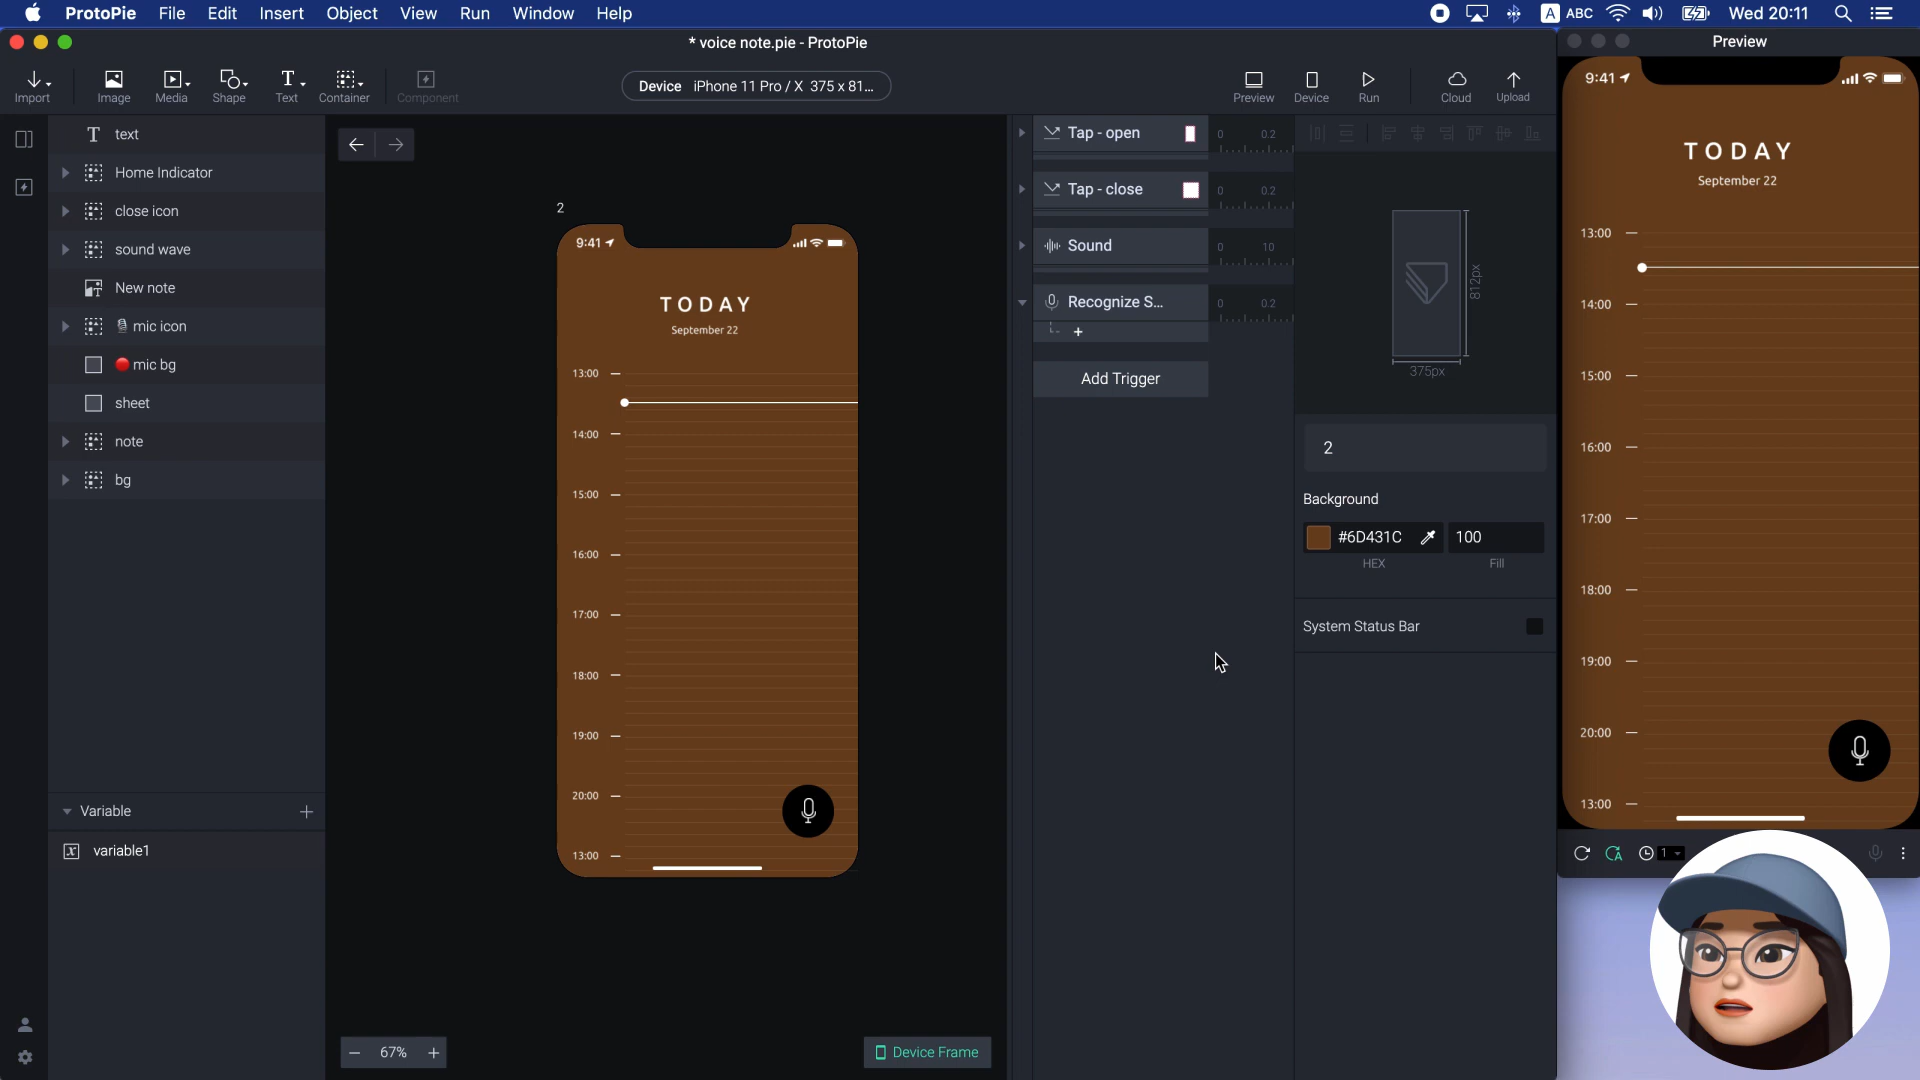 ProtoPie File Edit Insert Object View Run Window Help
A ABC Wed 20:11
* voice note.pie - ProtoPie
Preview
Import Image Media Shape Text Container Component
Device iPhone 11 Pro / X 375 x 81...
Preview Device Run Cloud Upload
text
Home Indicator
close icon
sound wave
New note
mic icon
mic bg
sheet
note
bg
Variable
variable1
2
9:41
TODAY
September 22
13:00
14:00
15:00
16:00
17:00
18:00
19:00
20:00
13:00
67%
Device Frame
Tap - open
0 0.2
Tap - close
0 0.2
Sound
0 10
Recognize S...
0 0.2
Add Trigger
812px
375px
2
Background
#6D431C 100
HEX Fill
System Status Bar
9:41
TODAY
September 22
13:00
14:00
15:00
16:00
17:00
18:00
19:00
20:00
13:00
A
1